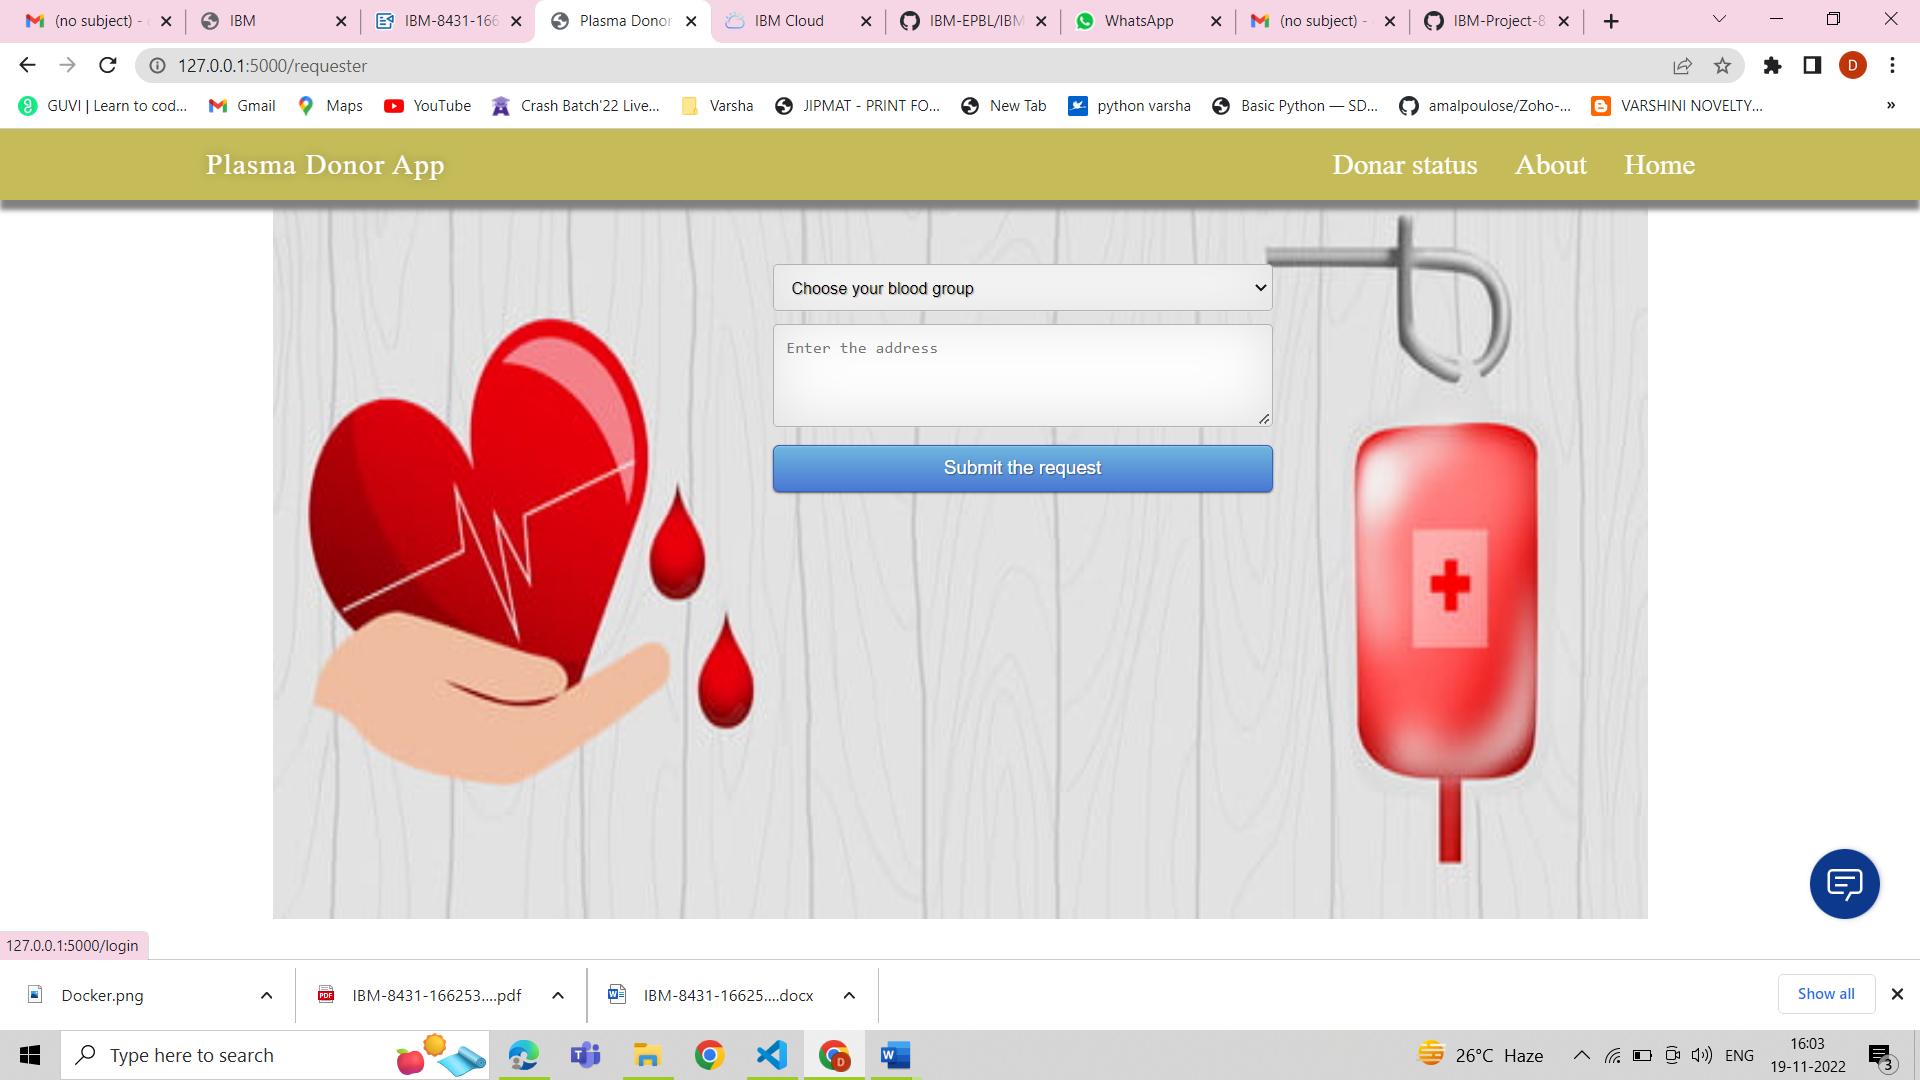 (no subject) -
IBM
IBM-8431-166
Plasma Donor
IBM Cloud
IBM-EPBL/IBM
WhatsApp
(no subject) -
IBM-Project-8
127.0.0.1:5000/requester
D
GUVI | Learn to cod...
Gmail
Maps
YouTube
Crash Batch'22 Live...
Varsha
JIPMAT - PRINT FO...
New Tab
python varsha
Basic Python — SD...
amalpoulose/Zoho-...
VARSHINI NOVELTY...
»
Plasma Donor App
Donar status
About
Home
Choose your blood group
Enter the address
Submit the request
127.0.0.1:5000/login
Docker.png
PDF
IBM-8431-166253....pdf
IBM-8431-16625....docx
Show all
Type here to search
26°C Haze
ENG
16:03
19-11-2022
3